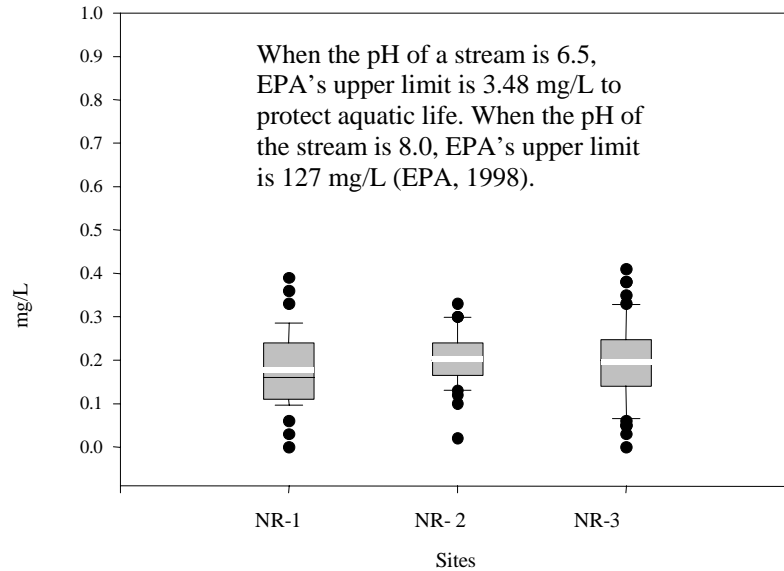 When the pH of a stream is 6.5,
EPA's upper limit is 3.48 mg/L to
protect aquatic life. When the pH of
the stream is 8.0, EPA's upper limit
is 127 mg/L (EPA, 1998).
1.0
0.9
0.8
0.7
0.6
0.5
0.4
0.3
0.2
0.1
0.0
mg/L
NR-1 NR- 2 NR-3
Sites